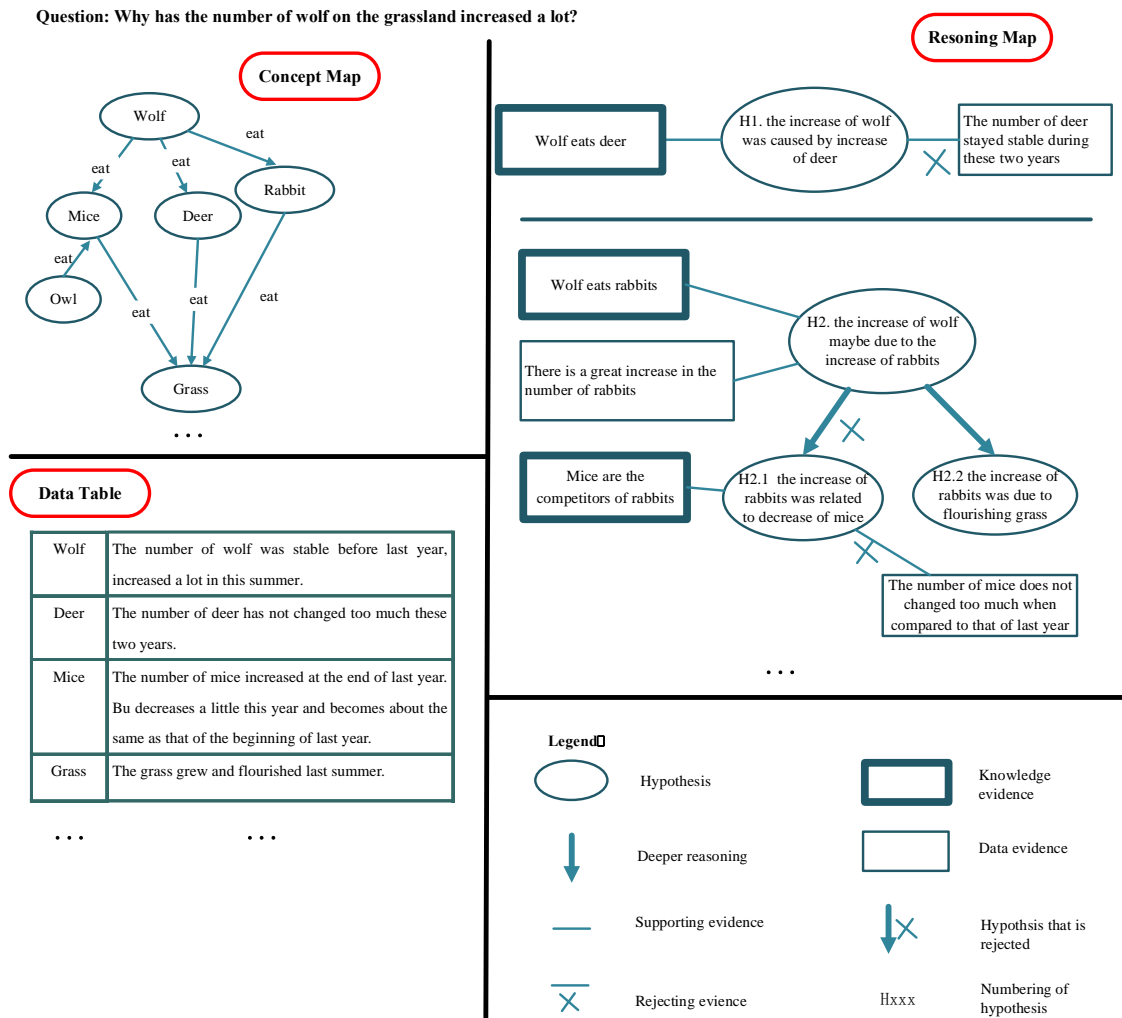 Question: Why has the number of wolf on the grassland increased a lot?
Concept Map
Wolf
eat
eat
eat
Rabbit
Mice
Deer
eat
Owl
eat
eat
eat
Grass
...
Data Table
Wolf
The number of wolf was stable before last year,
increased a lot in this summer.
Deer
The number of deer has not changed too much these
two years.
Mice
The number of mice increased at the end of last year.
Bu decreases a little this year and becomes about the
same as that of the beginning of last year.
Grass
The grass grew and flourished last summer.
...
...
Resoning Map
Wolf eats deer
H1. the increase of wolf
was caused by increase
of deer
The number of deer
stayed stable during
these two years
Wolf eats rabbits
H2. the increase of wolf
maybe due to the
increase of rabbits
There is a great increase in the
number of rabbits
Mice are the
competitors of rabbits
H2.1 the increase of
rabbits was related
to decrease of mice
H2.2 the increase of
rabbits was due to
flourishing grass
The number of mice does not
changed too much when
compared to that of last year
...
Legend
Hypothesis
Knowledge
evidence
Deeper reasoning
Data evidence
Supporting evidence
Hypothsis that is
rejected
Rejecting evience
Hxxx
Numbering of
hypothesis